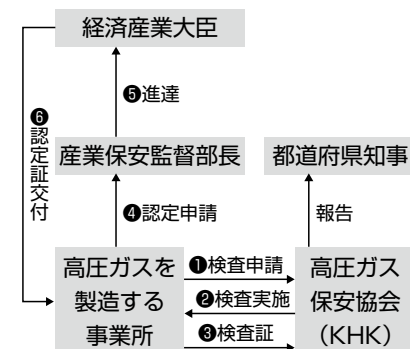 経済産業大臣
❺進達
❻認定証交付
産業保安監督部長
都道府県知事
❹認定申請
報告
高圧ガスを
製造する
事業所
❶検査申請
❷検査実施
❸検査証
高圧ガス
保安協会
（KHK）